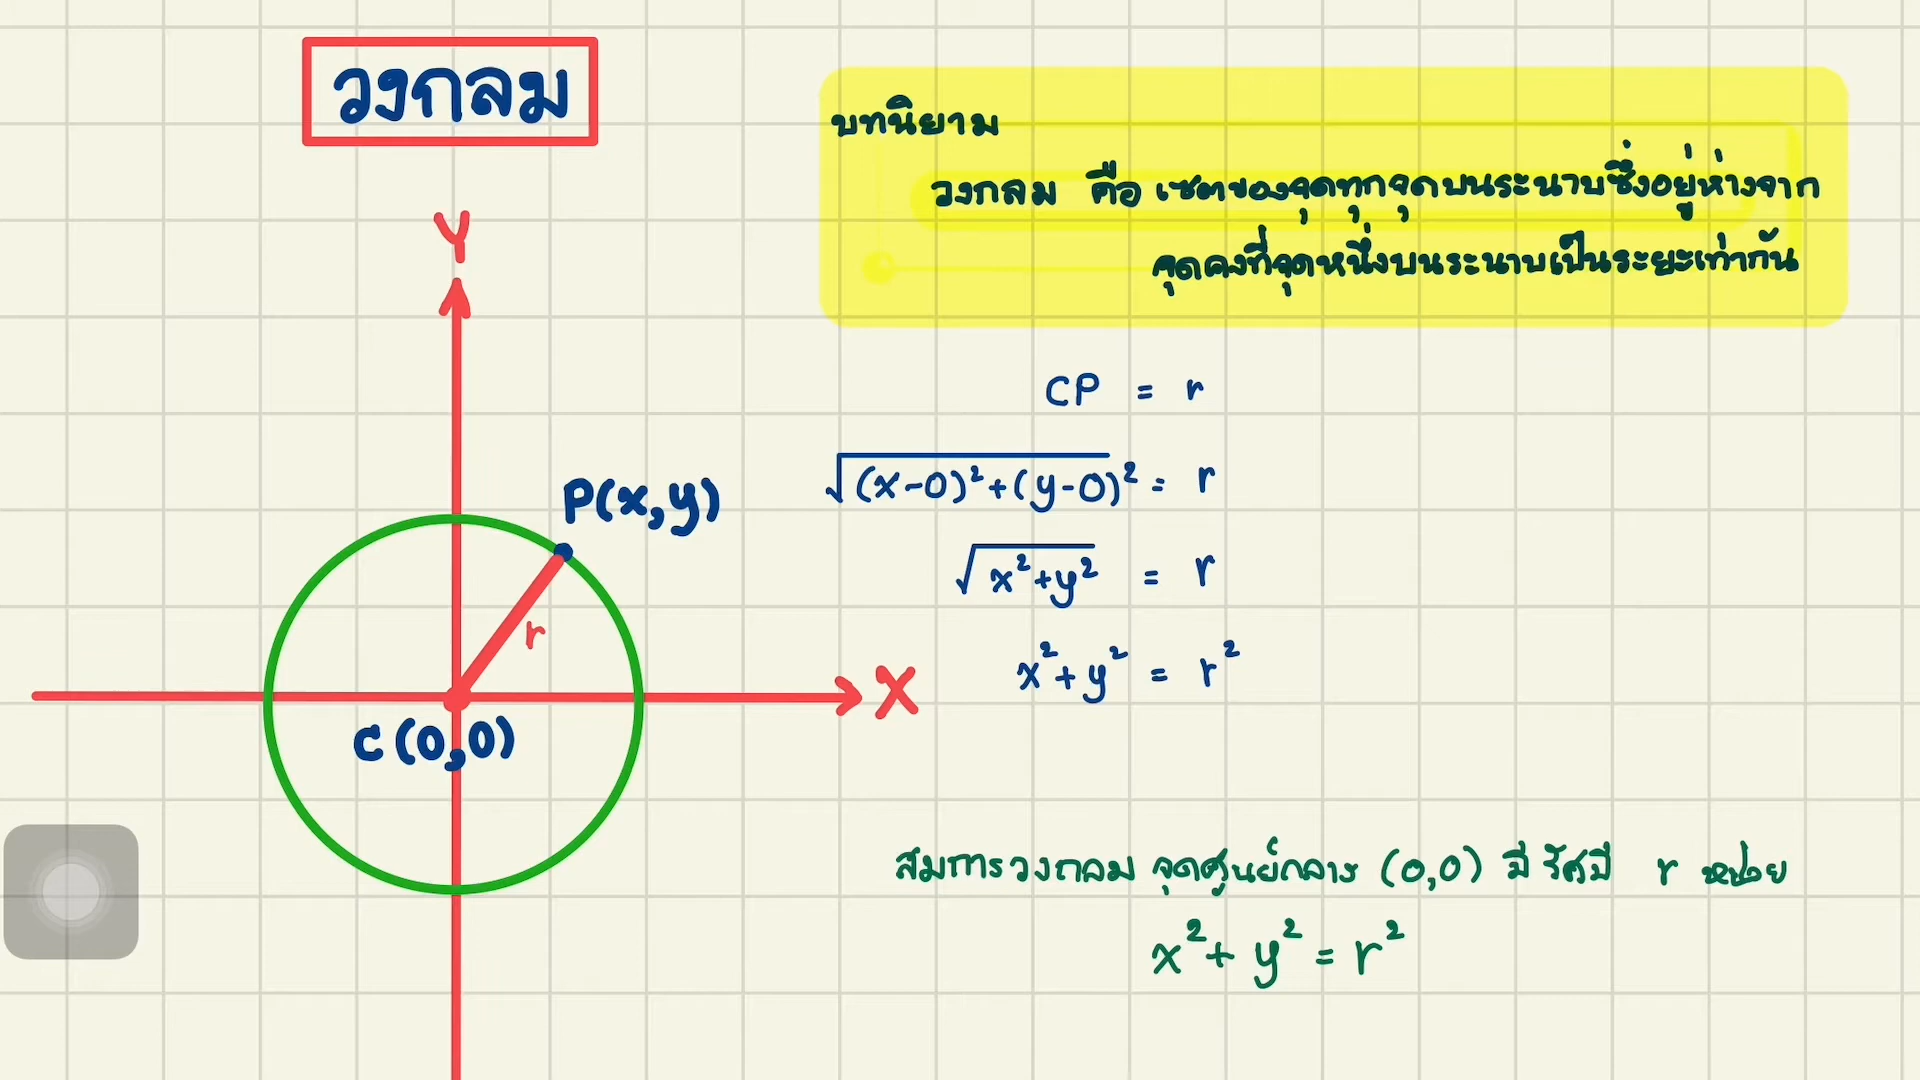 วงกลม
บทนิยาม
วงกลม คือ เซตของจุดทุกจุดบนระนาบซึ่งอยู่ห่างจาก
จุดคงที่จุดหนึ่งบนระนาบเป็นระยะเท่ากัน
Y
CP = r
√(x-0)²+(y-0)² = r
P(x,y)
√x²+y² = r
r
x²+y² = r²
X
C(0,0)
สมการวงกลม จุดศูนย์กลาง (0,0) มี รัศมี r หน่วย
x²+ y² = r²